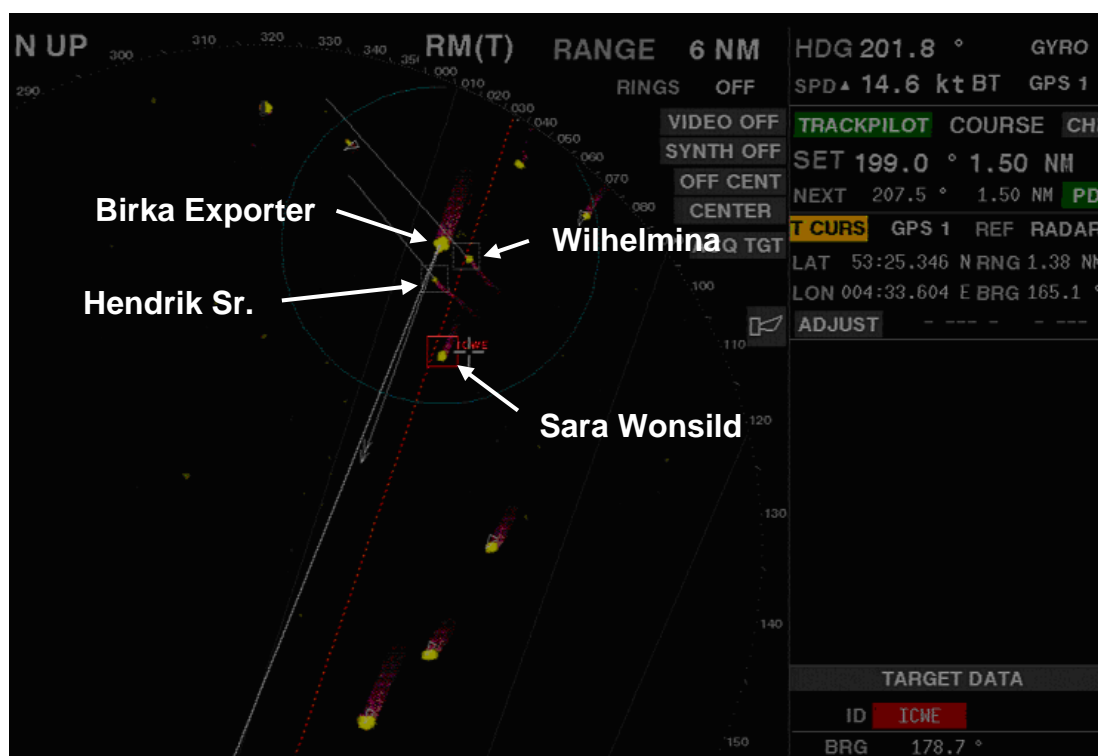 N UP
RM(T)
RANGE 6 NM
RINGS OFF
290
300
310
320
330
340
000
010
020
030
040
050
060
070
080
100
110
120
130
140
150
VIDEO OFF
SYNTH OFF
OFF CENT
CENTER
TGT
Birka Exporter
Wilhelmina
Hendrik Sr.
ICWE
Sara Wonsild
HDG 201.8 ° GYRO
SPD 14.6 kt BT GPS 1
TRACKPILOT COURSE
SET 199.0 ° 1.50 NM
NEXT 207.5 ° 1.50 NM PD
T CURS GPS 1 REF RADAR
LAT 53:25.346 N RNG 1.38 NM
LON 004:33.604 E BRG 165.1 °
ADJUST - --- - - ---
TARGET DATA
ID ICWE
BRG 178.7 °